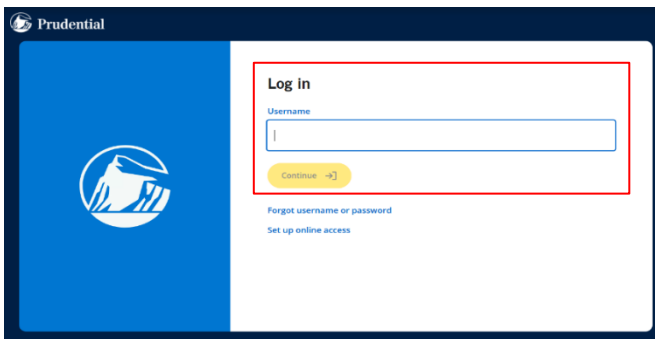 Prudential
Log in
Username
Continue
Forgot username or password
Set up online access